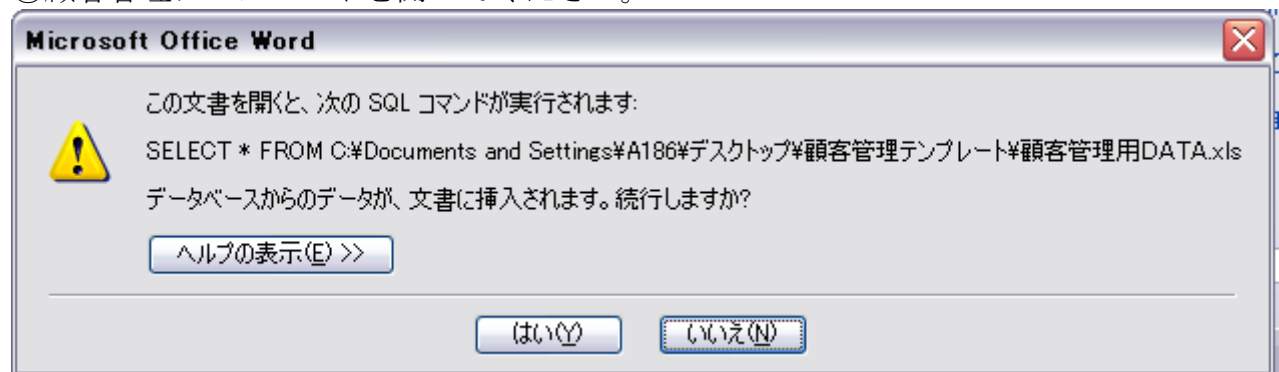 Microsoft Office Word
この文書を開くと、次の SQL コマンドが実行されます:
SELECT * FROM C:¥Documents and Settings¥A186¥デスクトップ¥顧客管理テンプレート¥顧客管理用DATA.xls
データベースからのデータが、文書に挿入されます。続行しますか?
ヘルプの表示(E) >>
はい(Y)
いいえ(N)